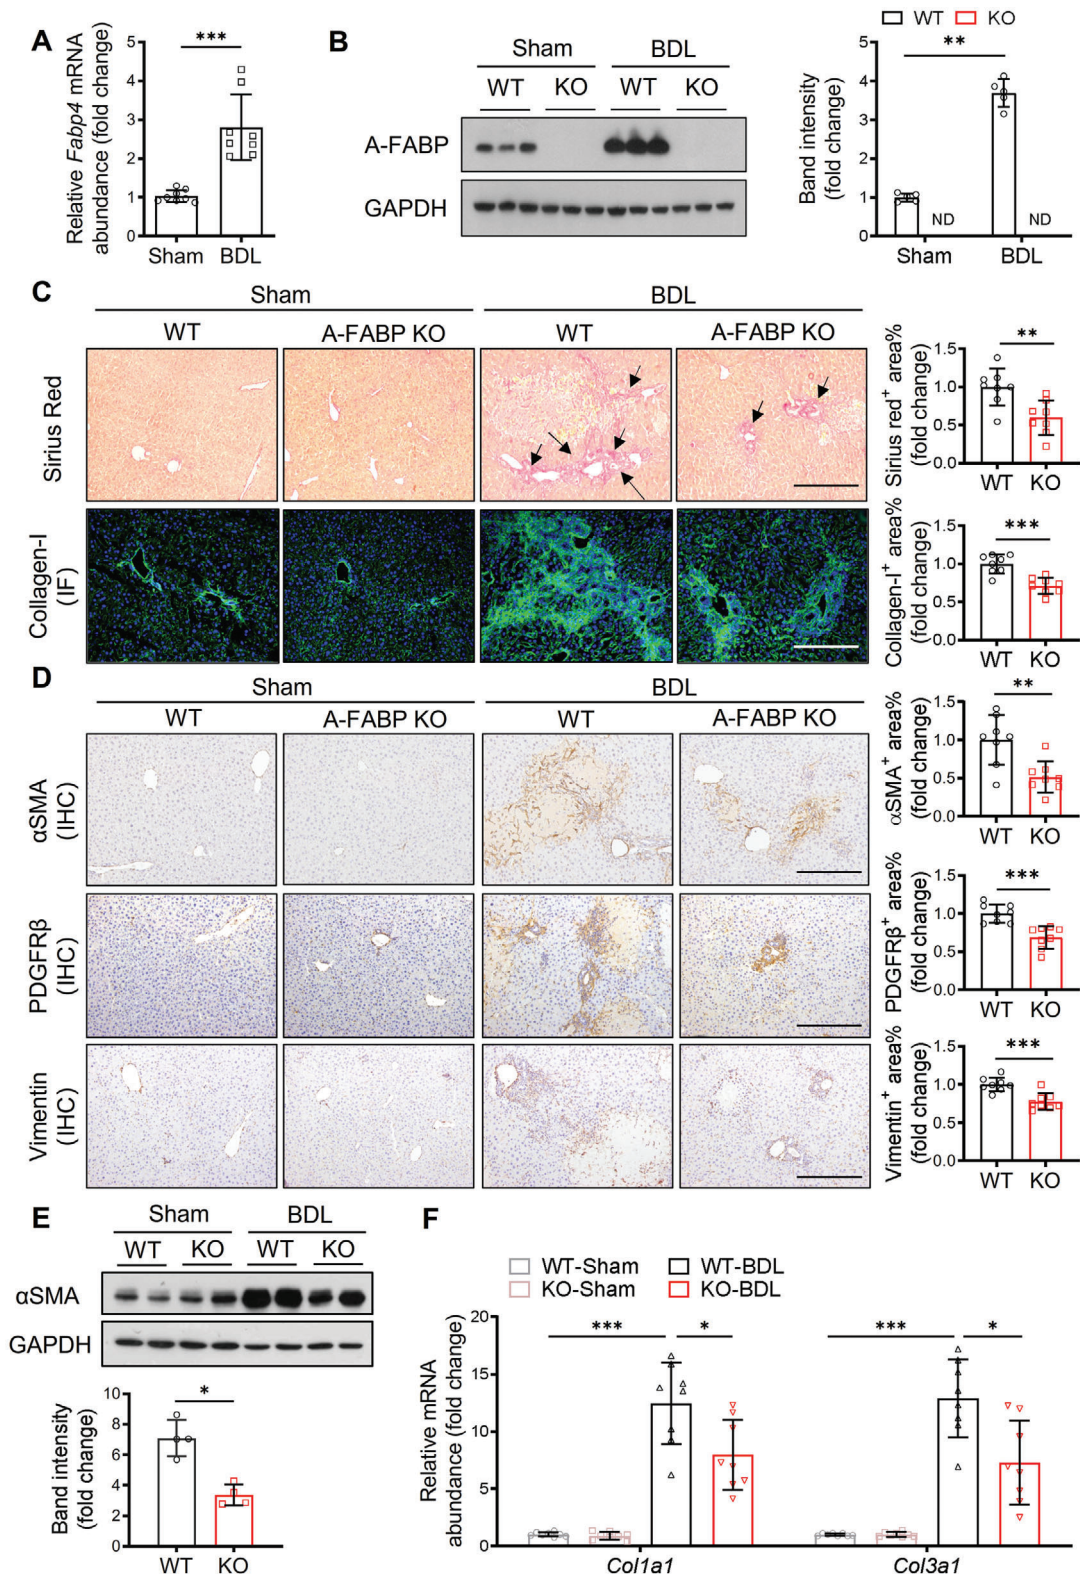 A
Relative Fabp4 mRNA
abundance (fold change)
5
4
3
2
1
0
***
Sham BDL
B
Sham BDL
WT KO WT KO
A-FABP
GAPDH
WT KO
Band intensity
(fold change)
5
4
3
2
1
0
**
ND ND
Sham BDL
C
Sham BDL
WT A-FABP KO WT A-FABP KO
Sirius Red
Sirius red+ area%
(fold change)
1.5
1.0
0.5
0.0
**
WT KO
Collagen-I
(IF)
Collagen-I+ area%
(fold change)
1.5
1.0
0.5
0.0
***
WT KO
D
Sham BDL
WT A-FABP KO WT A-FABP KO
αSMA
(IHC)
αSMA+ area%
(fold change)
1.5
1.0
0.5
0.0
**
WT KO
PDGFRβ
(IHC)
PDGFRβ+ area%
(fold change)
1.5
1.0
0.5
0.0
***
WT KO
Vimentin
(IHC)
Vimentin+ area%
(fold change)
1.5
1.0
0.5
0.0
***
WT KO
E
Sham BDL
WT KO WT KO
αSMA
GAPDH
Band intensity
(fold change)
10
8
6
4
2
0
*
WT KO
F
WT-Sham WT-BDL
KO-Sham KO-BDL
Relative mRNA
abundance (fold change)
20
15
10
5
0
*** * *** *
Col1a1 Col3a1